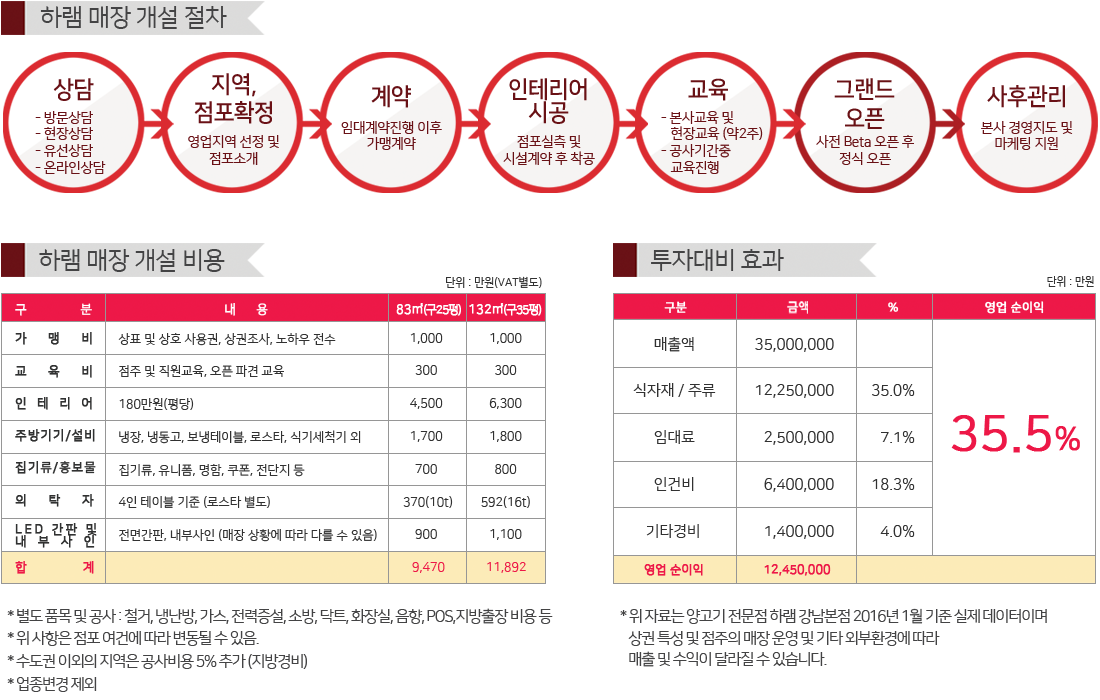 하램 매장 개설 절차
상담
- 방문상담
- 현장상담
- 유선상담
- 온라인상담
지역,
점포확정
영업지역 선정 및
점포소개
계약
임대계약진행 이후
가맹계약
인테리어
시공
점포실측 및
시설계약 후 착공
교육
- 본사교육 및
현장교육 (약2주)
- 공사기간중
교육진행
그랜드
오픈
사전 Beta 오픈 후
정식 오픈
사후관리
본사 경영지도 및
마케팅 지원
하램 매장 개설 비용
단위 : 만원(VAT별도)
구 분 내 용 83㎡(구25평) 132㎡(구35평)
가 맹 비 상표 및 상호 사용권, 상권조사, 노하우 전수 1,000 1,000
교 육 비 점주 및 직원교육, 오픈 파견 교육 300 300
인 테 리 어 180만원(평당) 4,500 6,300
주방기기/설비 냉장, 냉동고, 보냉테이블, 로스타, 식기세척기 외 1,700 1,800
집기류/홍보물 집기류, 유니폼, 명함, 쿠폰, 전단지 등 700 800
의 탁 자 4인 테이블 기준 (로스타 별도) 370(10t) 592(16t)
LED 간판 및
내 부 사 인 전면간판, 내부사인 (매장 상황에 따라 다를 수 있음) 900 1,100
합 계 9,470 11,892
* 별도 품목 및 공사 : 철거, 냉난방, 가스, 전력증설, 소방, 닥트, 화장실, 음향, POS,지방출장 비용 등
* 위 사항은 점포 여건에 따라 변동될 수 있음.
* 수도권 이외의 지역은 공사비용 5% 추가 (지방경비)
* 업종변경 제외
투자대비 효과
단위 : 만원
구분 금액 % 영업 순이익
매출액 35,000,000
식자재 / 주류 12,250,000 35.0%
임대료 2,500,000 7.1%
35.5%
인건비 6,400,000 18.3%
기타경비 1,400,000 4.0%
영업 순이익 12,450,000
* 위 자료는 양고기 전문점 하램 강남본점 2016년 1월 기준 실제 데이터이며
상권 특성 및 점주의 매장 운영 및 기타 외부환경에 따라
매출 및 수익이 달라질 수 있습니다.